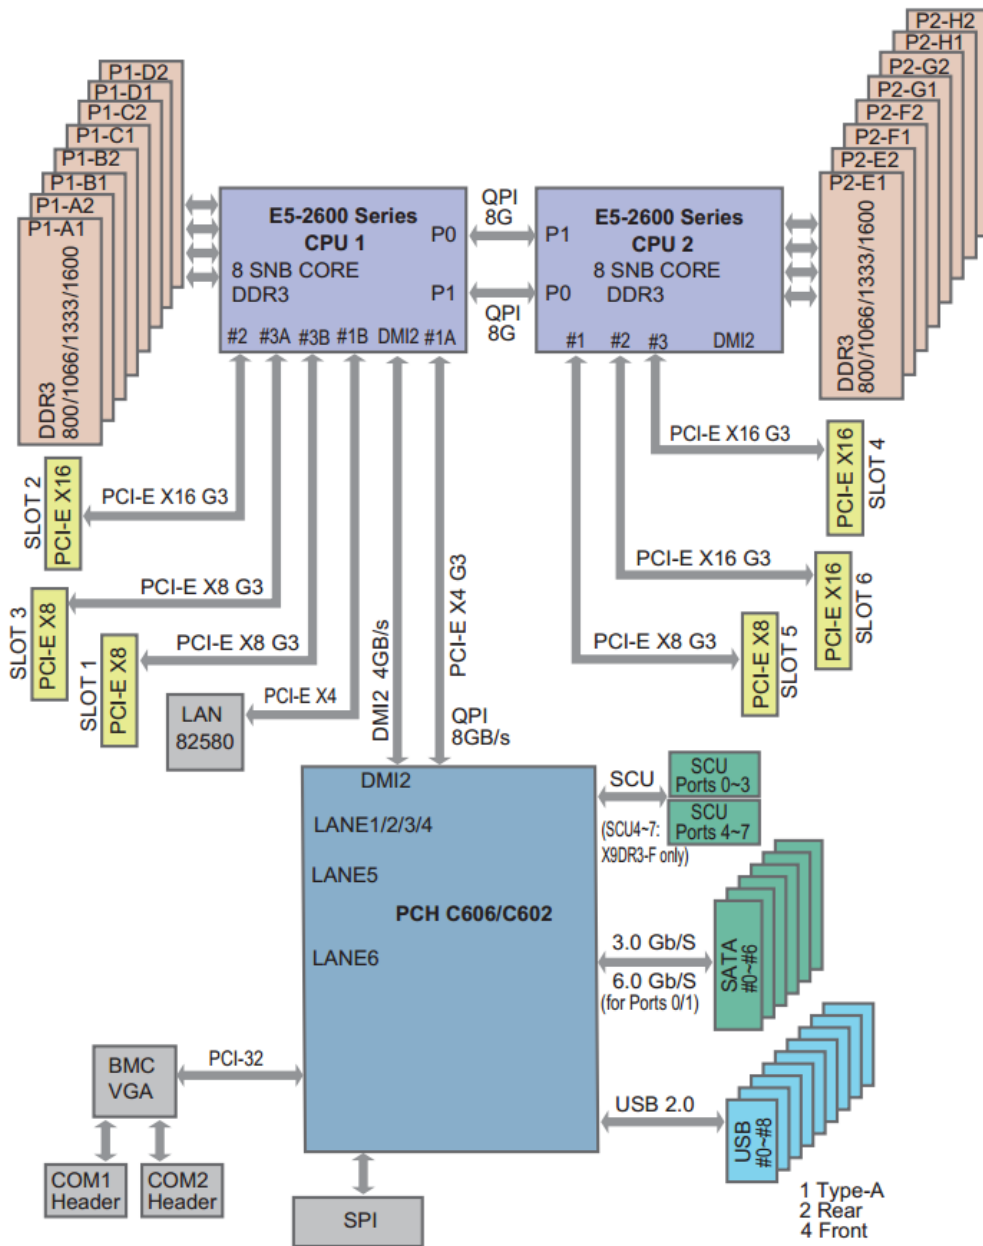 P1-D2
P1-D1
P1-C2
P1-C1
P1-B2
P1-B1
P1-A2
P1-A1
DDR3
800/1066/1333/1600
P2-H2
P2-H1
P2-G2
P2-G1
P2-F2
P2-F1
P2-E2
P2-E1
DDR3
800/1066/1333/1600
E5-2600 Series
CPU 1
8 SNB CORE
DDR3
P0
P1
#2 #3A #3B #1B DMI2 #1A
QPI
8G
QPI
8G
E5-2600 Series
CPU 2
P1
P0
8 SNB CORE
DDR3
#1 #2 #3 DMI2
PCI-E X16 G3
SLOT 2
PCI-E X16
PCI-E X8 G3
SLOT 3
PCI-E X8
PCI-E X8 G3
SLOT 1
PCI-E X8
PCI-E X4
LAN
82580
DMI2 4GB/s
PCI-E X4 G3
QPI
8GB/s
PCI-E X16 G3
PCI-E X16
SLOT 4
PCI-E X16 G3
PCI-E X16
SLOT 6
PCI-E X8 G3
PCI-E X8
SLOT 5
DMI2
LANE1/2/3/4
LANE5
PCH C606/C602
LANE6
SCU
SCU
Ports 0~3
SCU
Ports 4~7
(SCU4~7:
X9DR3-F only)
3.0 Gb/S
6.0 Gb/S
(for Ports 0/1)
SATA
#0~#6
USB 2.0
USB
#0~#8
1 Type-A
2 Rear
4 Front
BMC
VGA
PCI-32
COM1
Header
COM2
Header
SPI